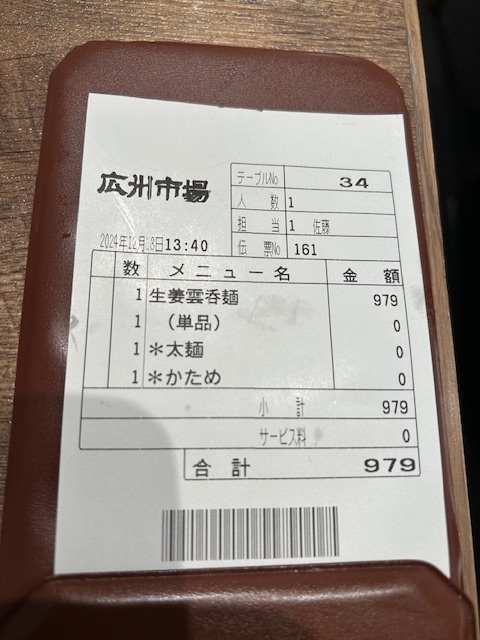 広州市場
テーブルNo 34
人 数 1
担 当 1 佐藤
2024年12月13日13:40
伝 票No 161
数 メニュー名 金 額
1 生姜雲呑麺 979
1 (単品) 0
1 *太麺 0
1 *かため 0
小 計 979
サービス料 0
合 計 979